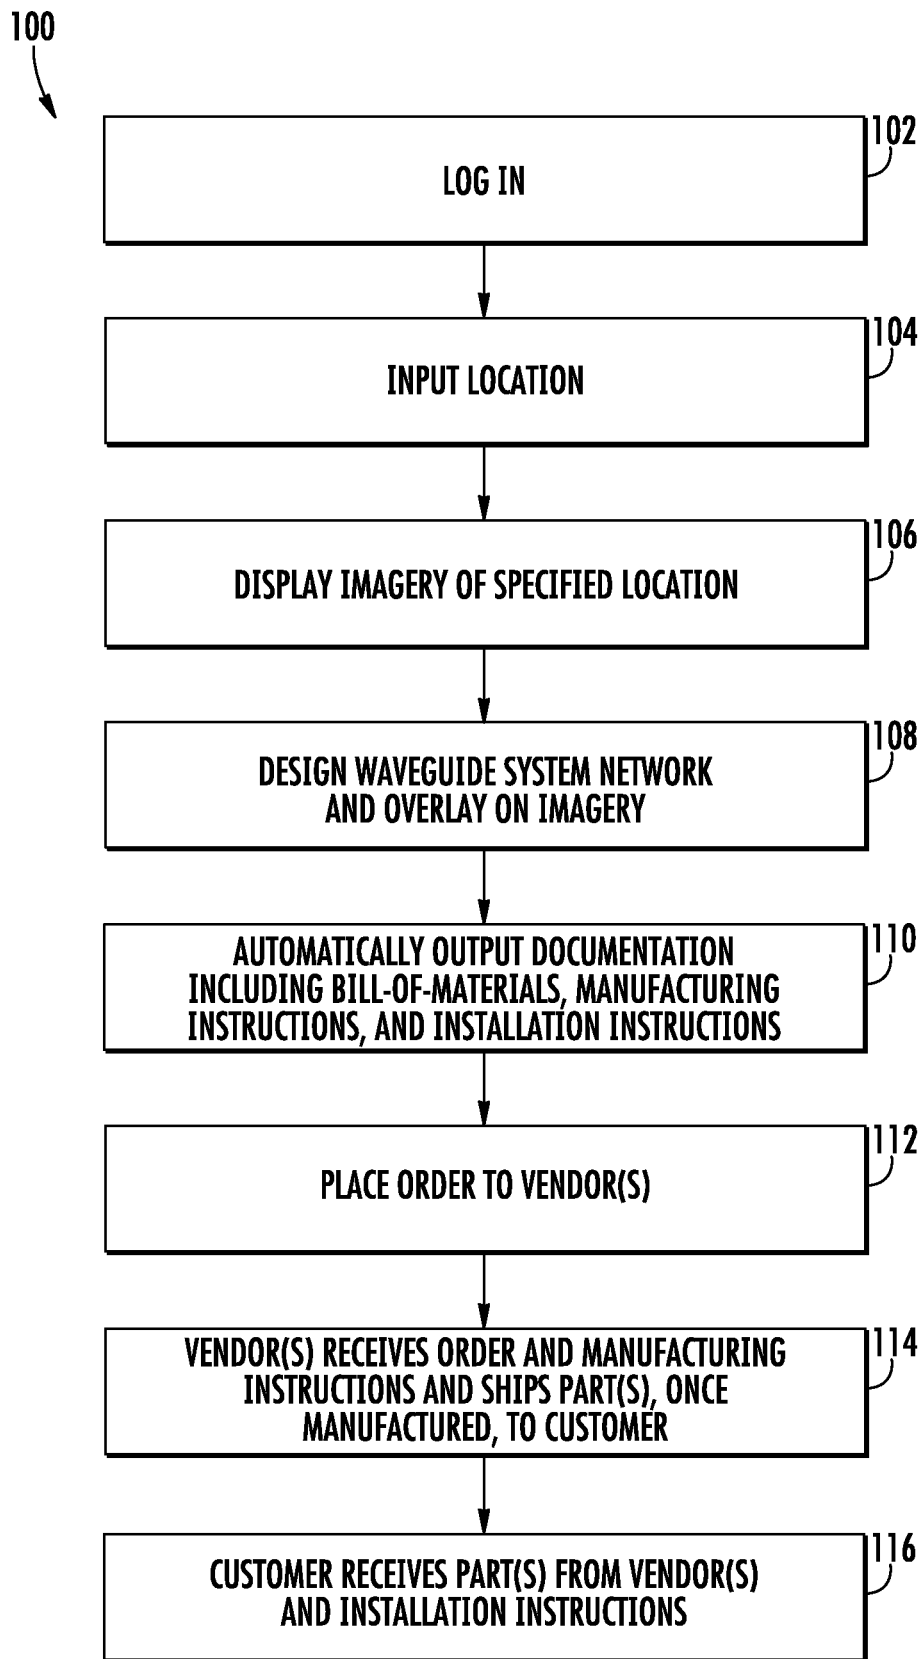 100
102
LOG IN
104
INPUT LOCATION
106
DISPLAY IMAGERY OF SPECIFIED LOCATION
108
DESIGN WAVEGUIDE SYSTEM NETWORK
AND OVERLAY ON IMAGERY
110
AUTOMATICALLY OUTPUT DOCUMENTATION
INCLUDING BILL-OF-MATERIALS, MANUFACTURING
INSTRUCTIONS, AND INSTALLATION INSTRUCTIONS
112
PLACE ORDER TO VENDOR(S)
114
VENDOR(S) RECEIVES ORDER AND MANUFACTURING
INSTRUCTIONS AND SHIPS PART(S), ONCE
MANUFACTURED, TO CUSTOMER
116
CUSTOMER RECEIVES PART(S) FROM VENDOR(S)
AND INSTALLATION INSTRUCTIONS